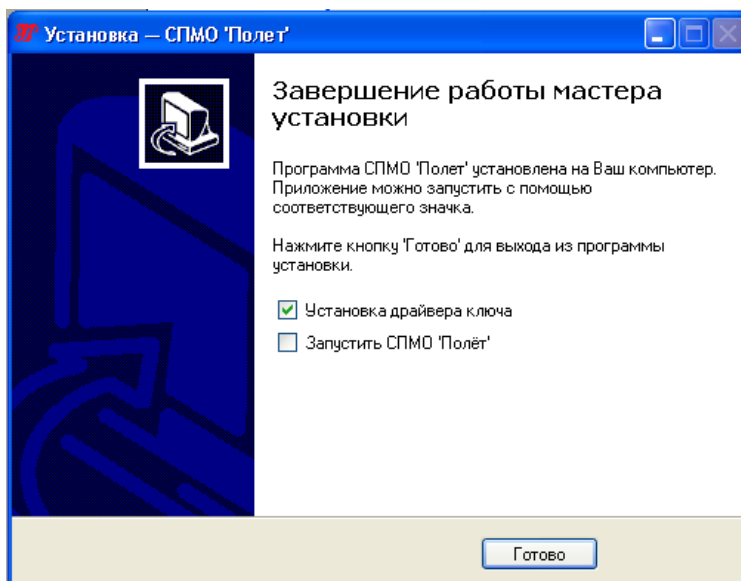 Установка — СПМО 'Полет'
Завершение работы мастера
установки
Программа СПМО 'Полет' установлена на Ваш компьютер.
Приложение можно запустить с помощью
соответствующего значка.
Нажмите кнопку 'Готово' для выхода из программы
установки.
Установка драйвера ключа
Запустить СПМО 'Полёт'
Готово